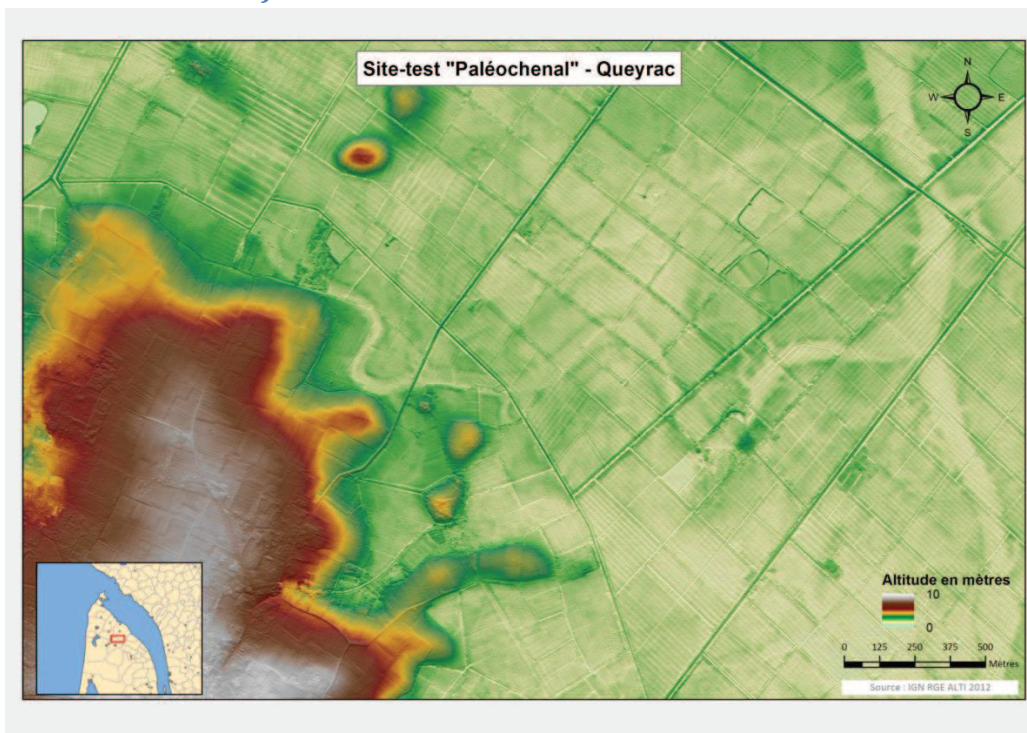 Site-test "Paléochenal" - Queyrac
N
W E
S
Altitude en mètres
10
0
0 125 250 375 500
Mètres
Source : IGN RGE ALTI 2012